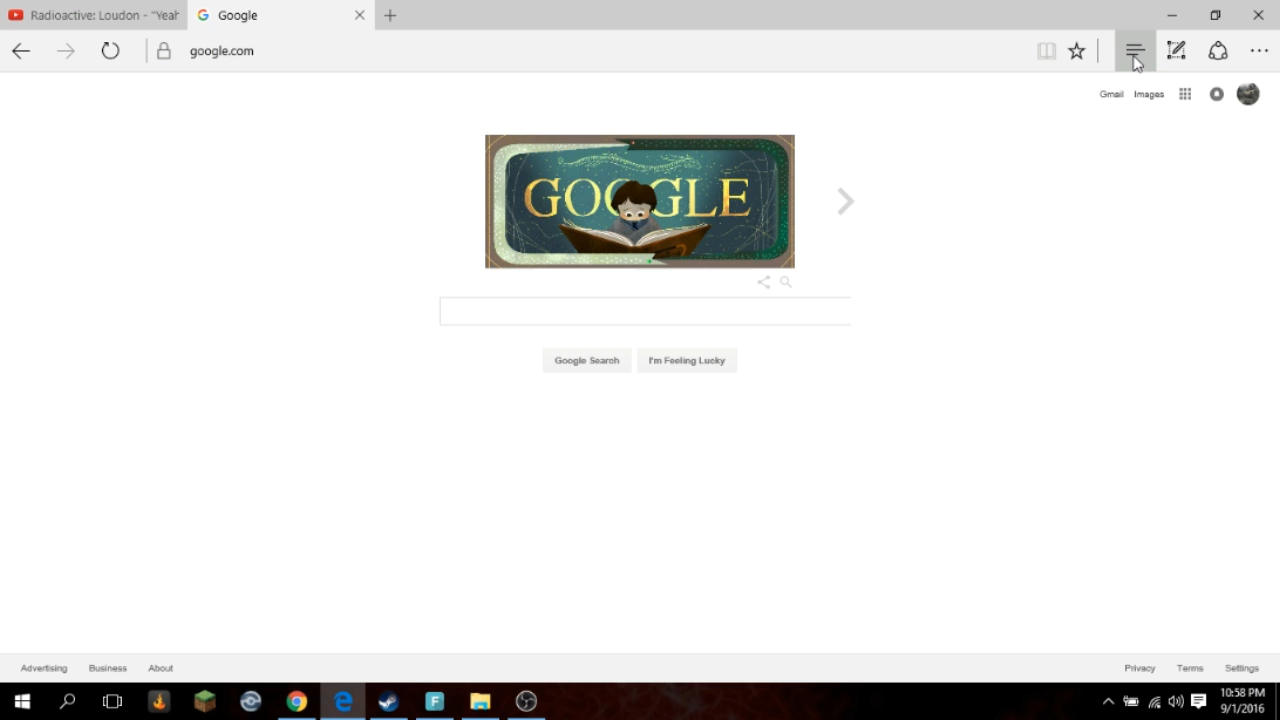 Radioactive: Loudon - "Yeah
Google
google.com
Gmail Images
GOOGLE
Google Search I'm Feeling Lucky
Advertising Business About
Privacy Terms Settings
10:58 PM
9/1/2016